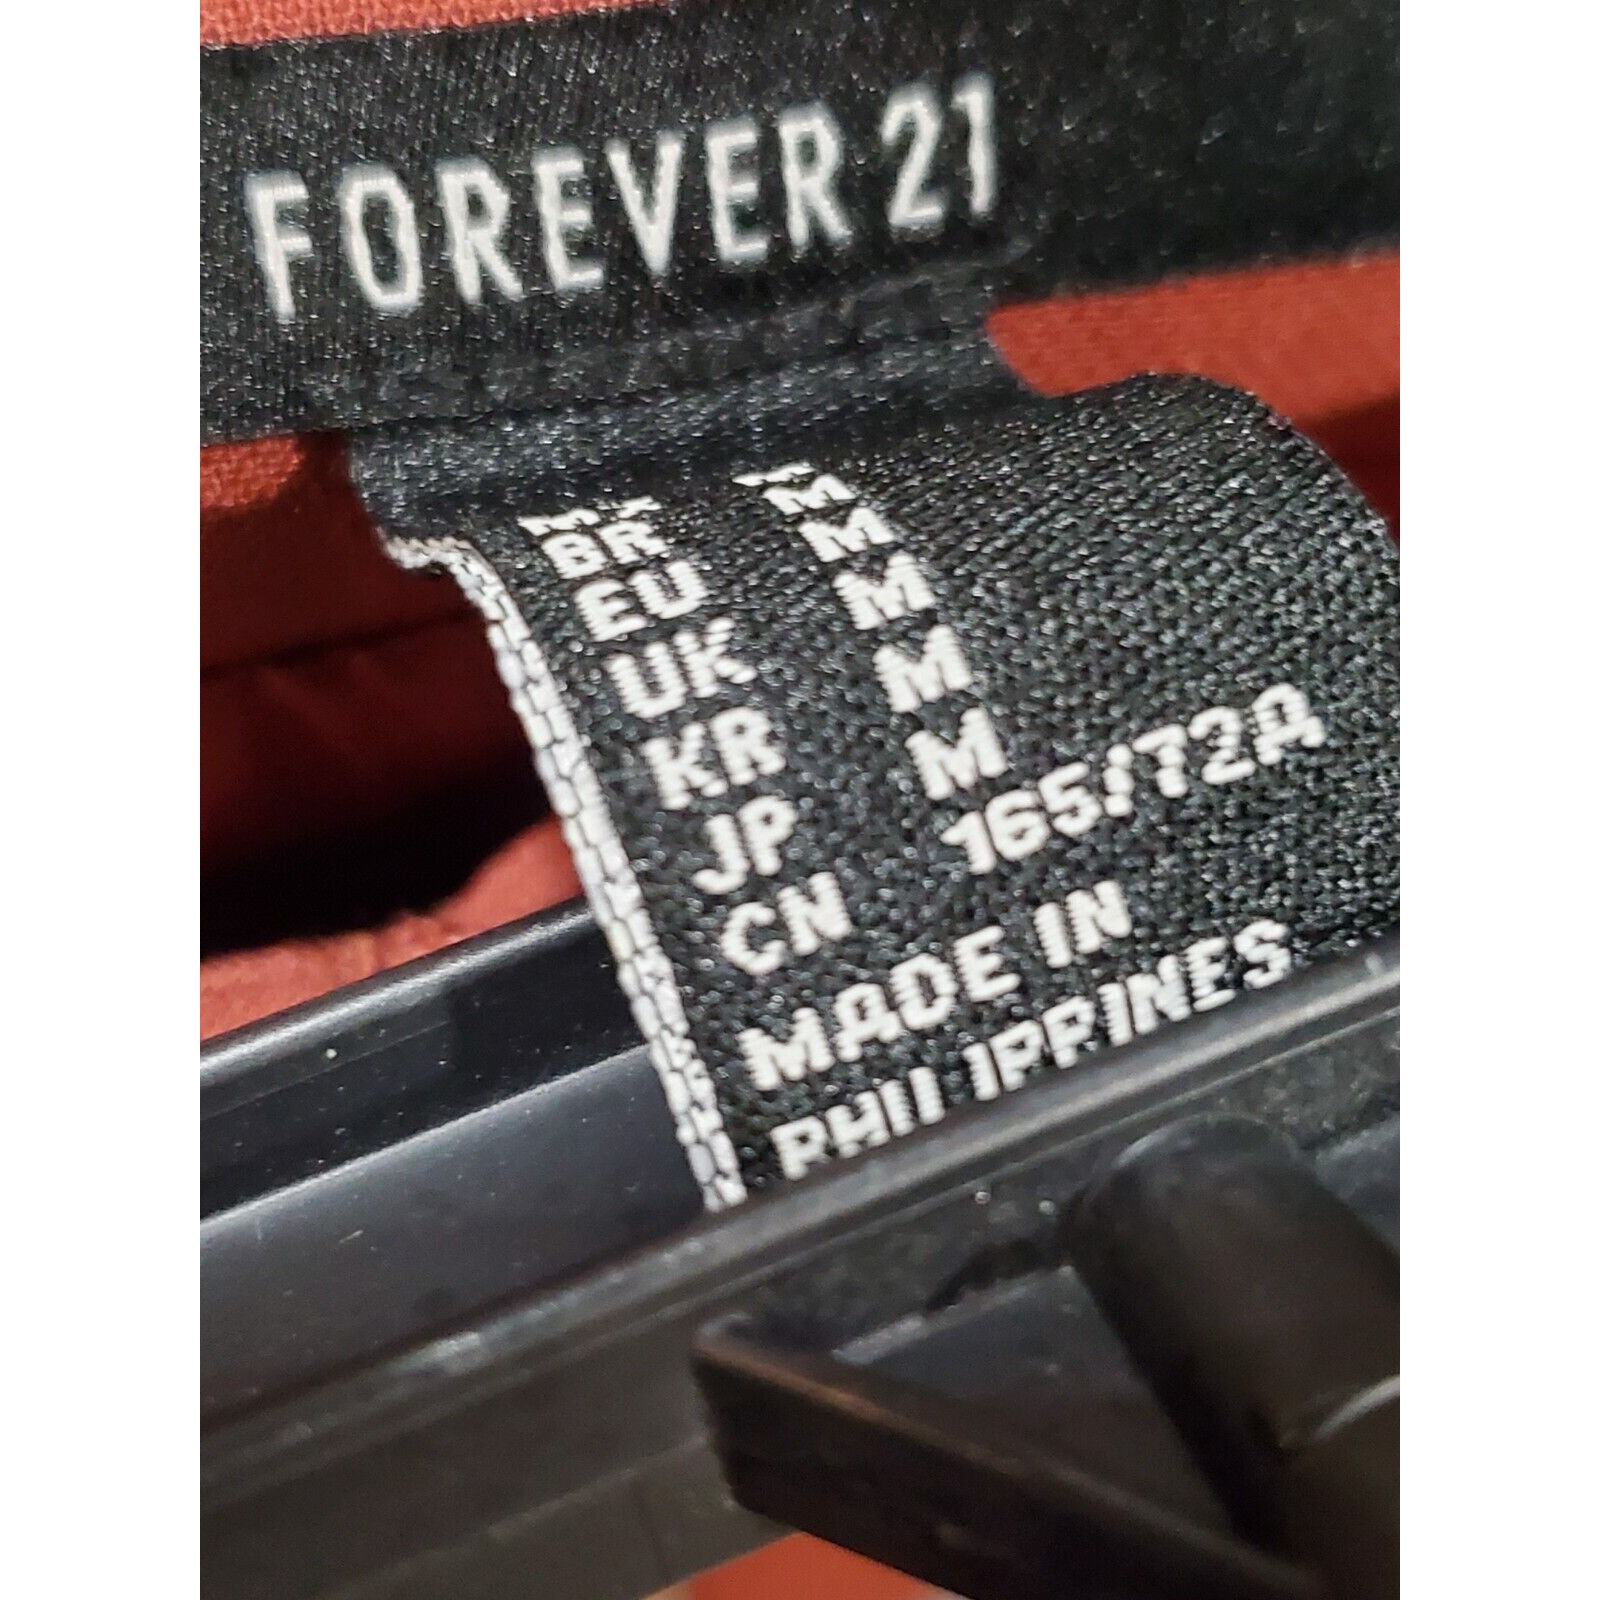 FOREVER 21
BR M
EU M
UK M
KR M
JP M
CN 165/72A
MADE IN
PHILIPPINES